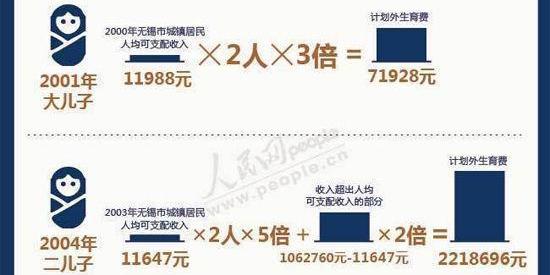 2000年无锡市城镇居民
人均可支配收入
计划外生育费
×2人×3倍 =
2001年
大儿子
11988元
71928元
人民网people
www.people.cn
计划外生育费
2003年无锡市城镇居民
人均可支配收入
收入超出人均
可支配收入的部分
×2人×5倍 + ×2倍 =
2004年
二儿子
11647元
1062760元-11647元
2218696元